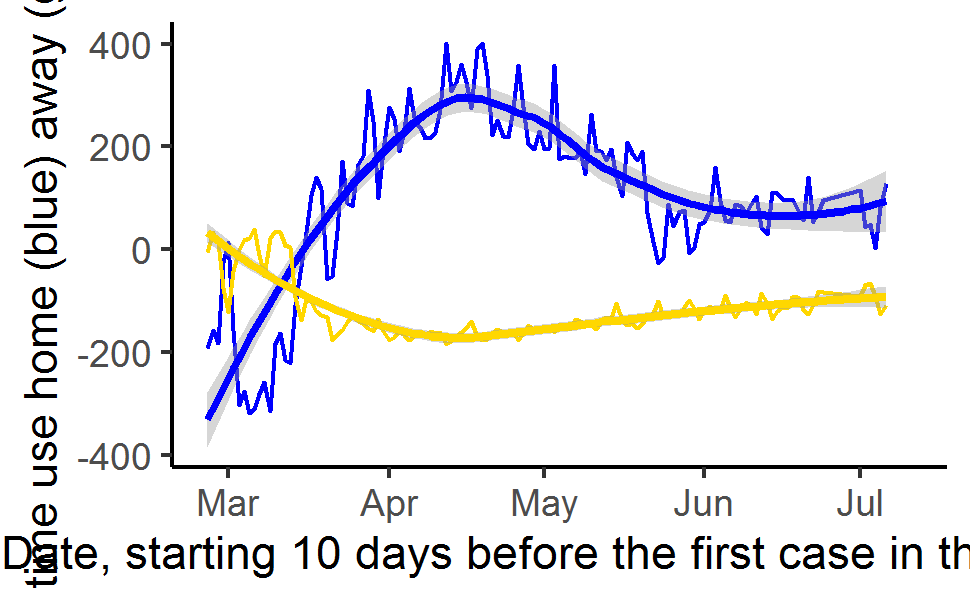 time use home (blue) away (
400
200
0
-200
-400
Mar Apr May Jun Jul
Date, starting 10 days before the first case in th